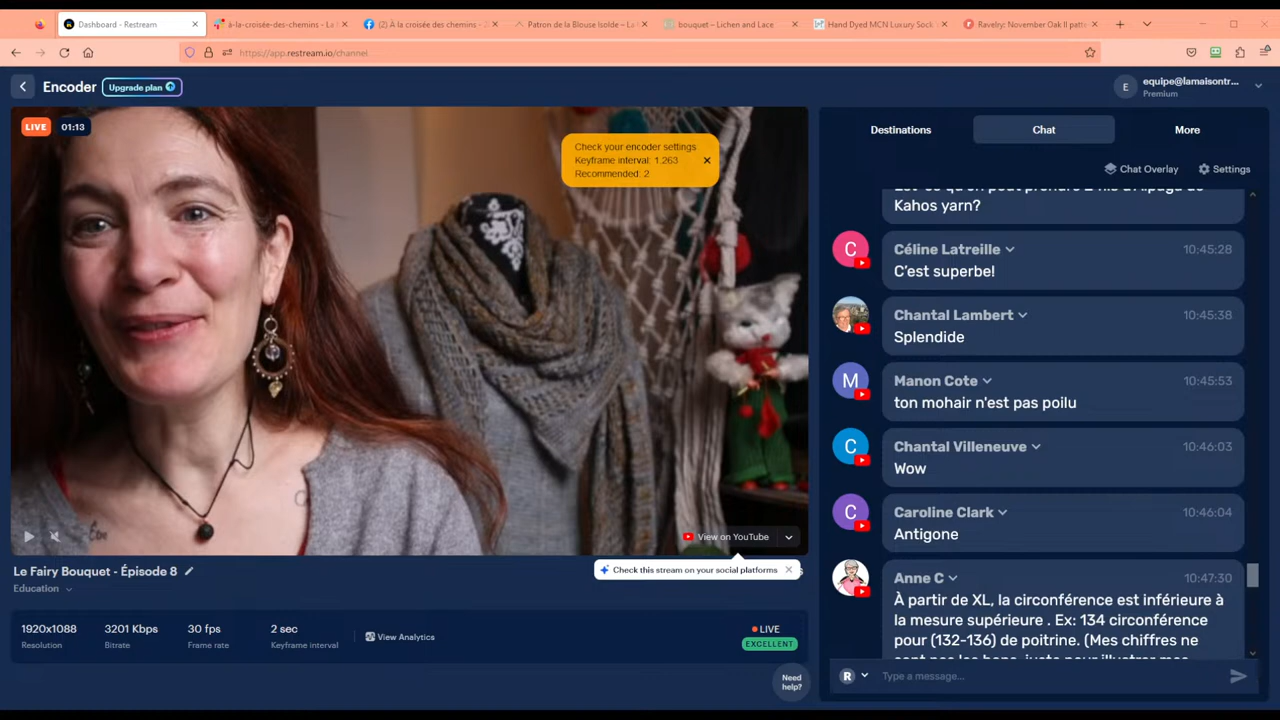 Dashboard - Restream
à-la-croisée-des-chemins - La
(2) À la croisée des chemins -
Patron de la Blouse Isolde – La
bouquet – Lichen and Lace
Hand Dyed MCN Luxury Sock
Ravelry: November Oak II patt
https://app.restream.io/channel
Encoder
Upgrade plan
E
equipe@lamaisontr...
Premium
LIVE
01:13
Check your encoder settings
Keyframe interval: 1.263
Recommended: 2
View on YouTube
Check this stream on your social platforms
Le Fairy Bouquet - Épisode 8
Education
1920x1088
3201 Kbps
30 fps
2 sec
Resolution
Bitrate
Frame rate
Keyframe interval
View Analytics
LIVE
EXCELLENT
Need
help?
Destinations
Chat
More
Chat Overlay
Settings
Kahos yarn?
C
Céline Latreille
10:45:28
C'est superbe!
Chantal Lambert
10:45:38
Splendide
M
Manon Cote
10:45:53
ton mohair n'est pas poilu
C
Chantal Villeneuve
10:46:03
Wow
C
Caroline Clark
10:46:04
Antigone
Anne C
10:47:30
À partir de XL, la circonférence est inférieure à
la mesure supérieure . Ex: 134 circonférence
pour (132-136) de poitrine. (Mes chiffres ne
R
Type a message...